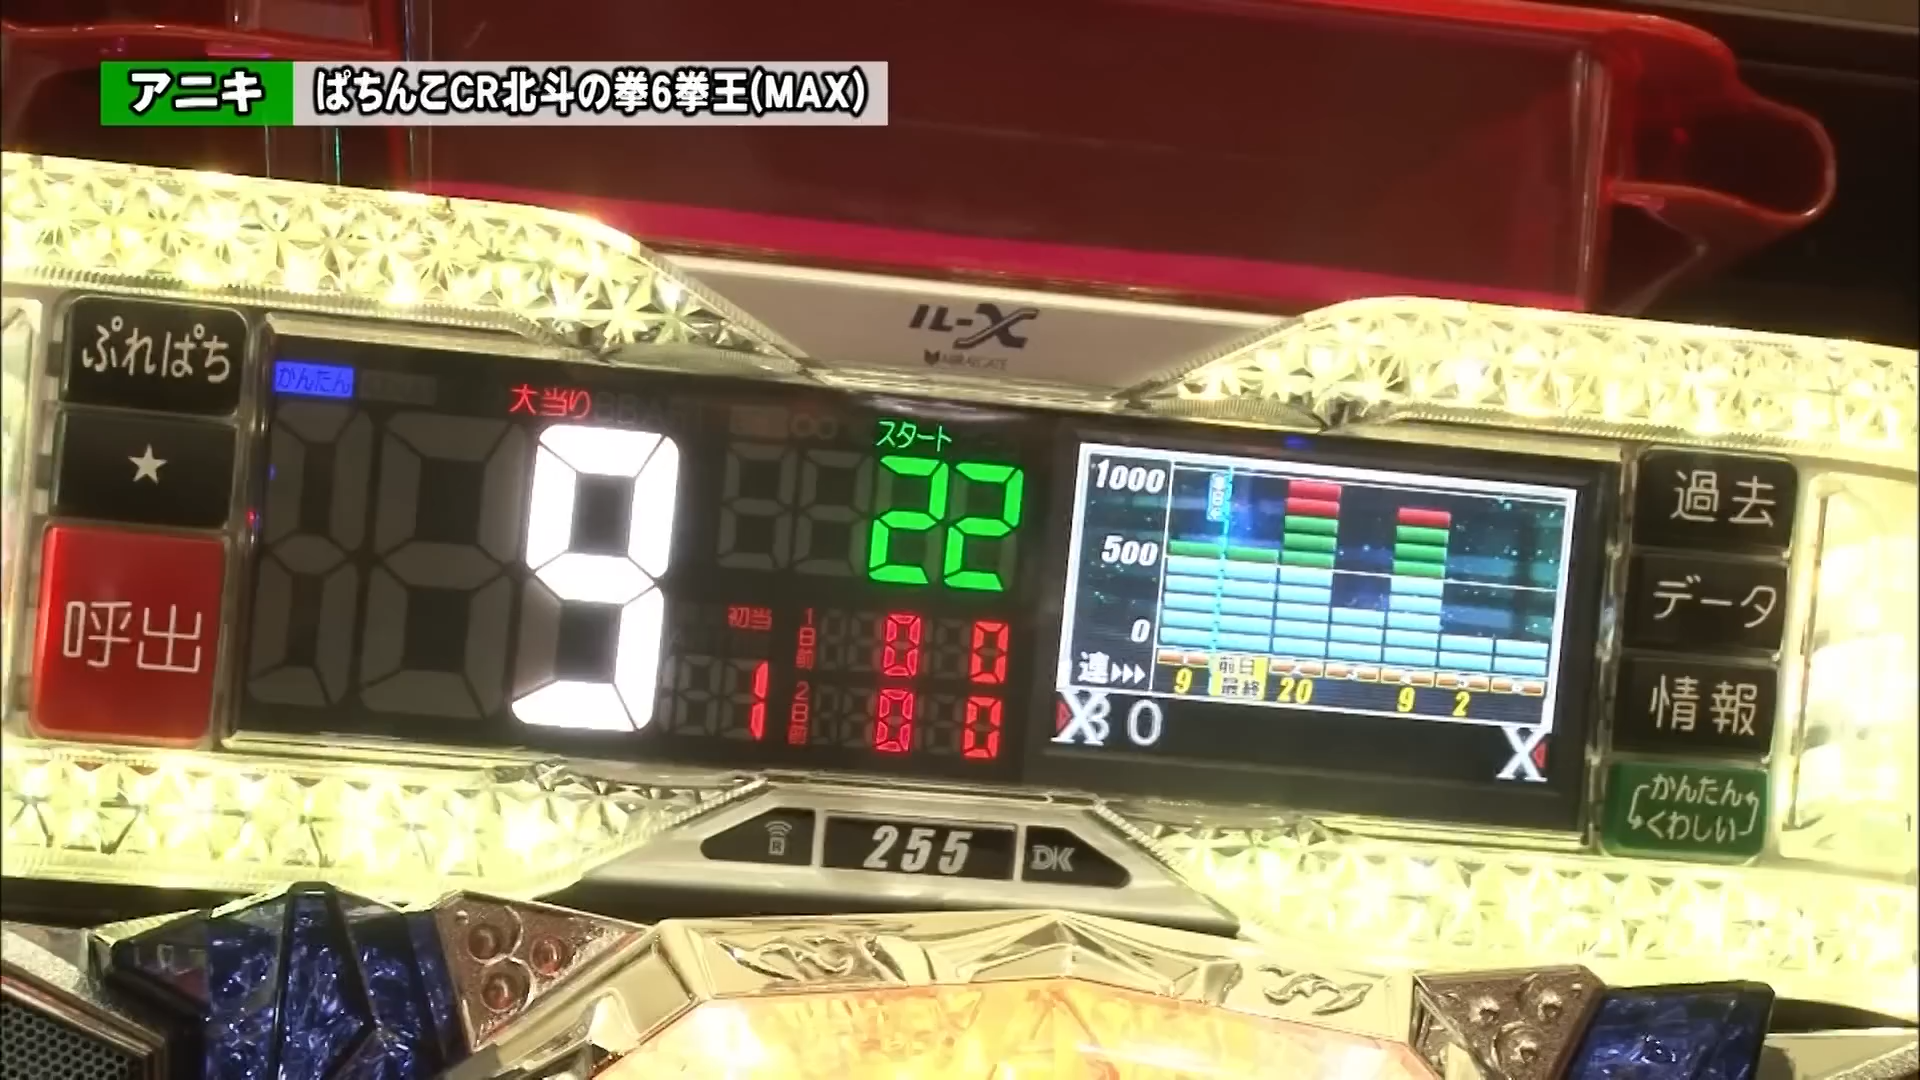 アニキ ぱちんこCR北斗の拳6拳王(MAX)
ル-X
ぷれぱち
★
呼出
かんたん
大当り
9
スタート
22
初当
1
1日前
0 0
2日前
0 0
1000
500
0
連
9
前日
最終
20
9
2
過去
データ
情報
かんたん
くわしい
255
DK